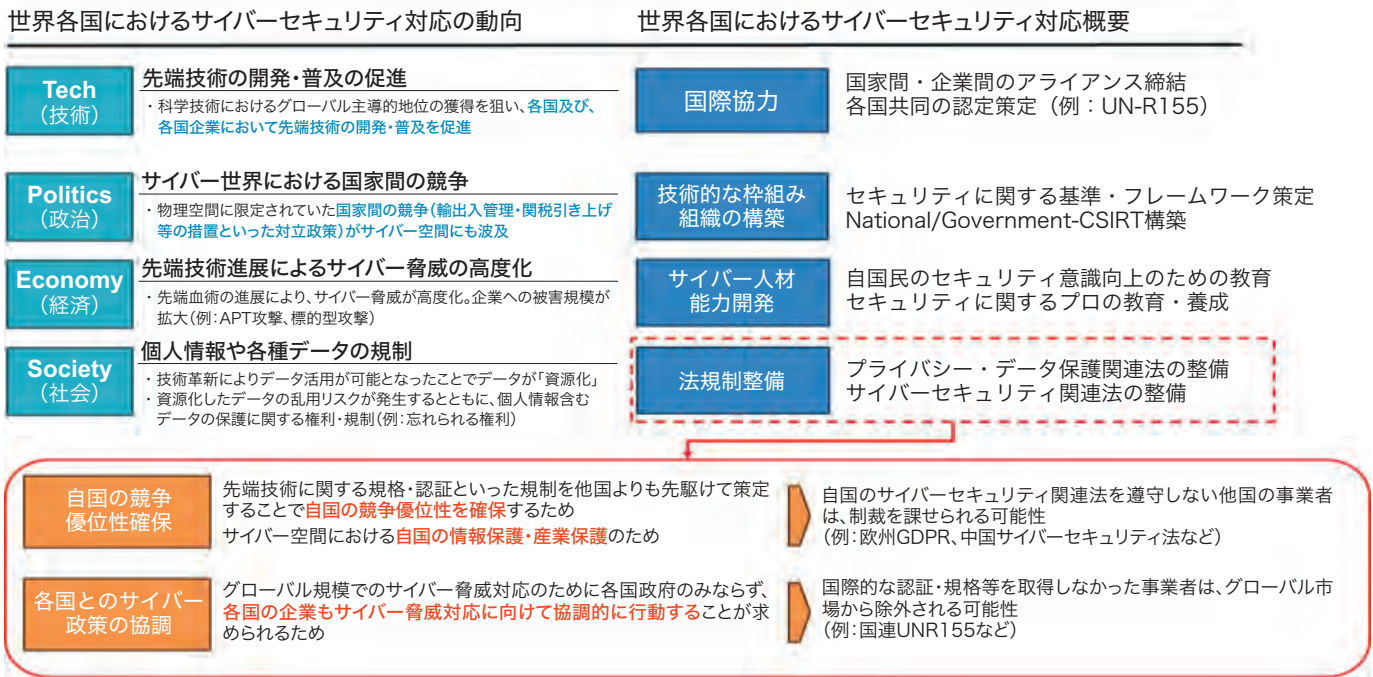 世界各国におけるサイバーセキュリティ対応の動向
世界各国におけるサイバーセキュリティ対応概要
Tech
（技術）
先端技術の開発・普及の促進
・科学技術におけるグローバル主導的地位の獲得を狙い、各国及び、
各国企業において先端技術の開発・普及を促進
Politics
（政治）
サイバー世界における国家間の競争
・物理空間に限定されていた国家間の競争（輸出入管理・関税引き上げ
等の措置といった対立政策）がサイバー空間にも波及
Economy
（経済）
先端技術進展によるサイバー脅威の高度化
・先端血術の進展により、サイバー脅威が高度化。企業への被害規模が
拡大（例：APT攻撃、標的型攻撃）
Society
（社会）
個人情報や各種データの規制
・技術革新によりデータ活用が可能となったことでデータが「資源化」
・資源化したデータの乱用リスクが発生するとともに、個人情報含む
データの保護に関する権利・規制（例：忘れられる権利）
国際協力
国家間・企業間のアライアンス締結
各国共同の認定策定（例：UN-R155）
技術的な枠組み
組織の構築
セキュリティに関する基準・フレームワーク策定
National/Government-CSIRT構築
サイバー人材
能力開発
自国民のセキュリティ意識向上のための教育
セキュリティに関するプロの教育・養成
法規制整備
プライバシー・データ保護関連法の整備
サイバーセキュリティ関連法の整備
自国の競争
優位性確保
先端技術に関する規格・認証といった規制を他国よりも先駆けて策定
することで自国の競争優位性を確保するため
サイバー空間における自国の情報保護・産業保護のため
自国のサイバーセキュリティ関連法を遵守しない他国の事業者
は、制裁を課せられる可能性
（例：欧州GDPR、中国サイバーセキュリティ法など）
各国とのサイバー
政策の協調
グローバル規模でのサイバー脅威対応のために各国政府のみならず、
各国の企業もサイバー脅威対応に向けて協調的に行動することが求
められるため
国際的な認証・規格等を取得しなかった事業者は、グローバル市
場から除外される可能性
（例：国連UNR155など）